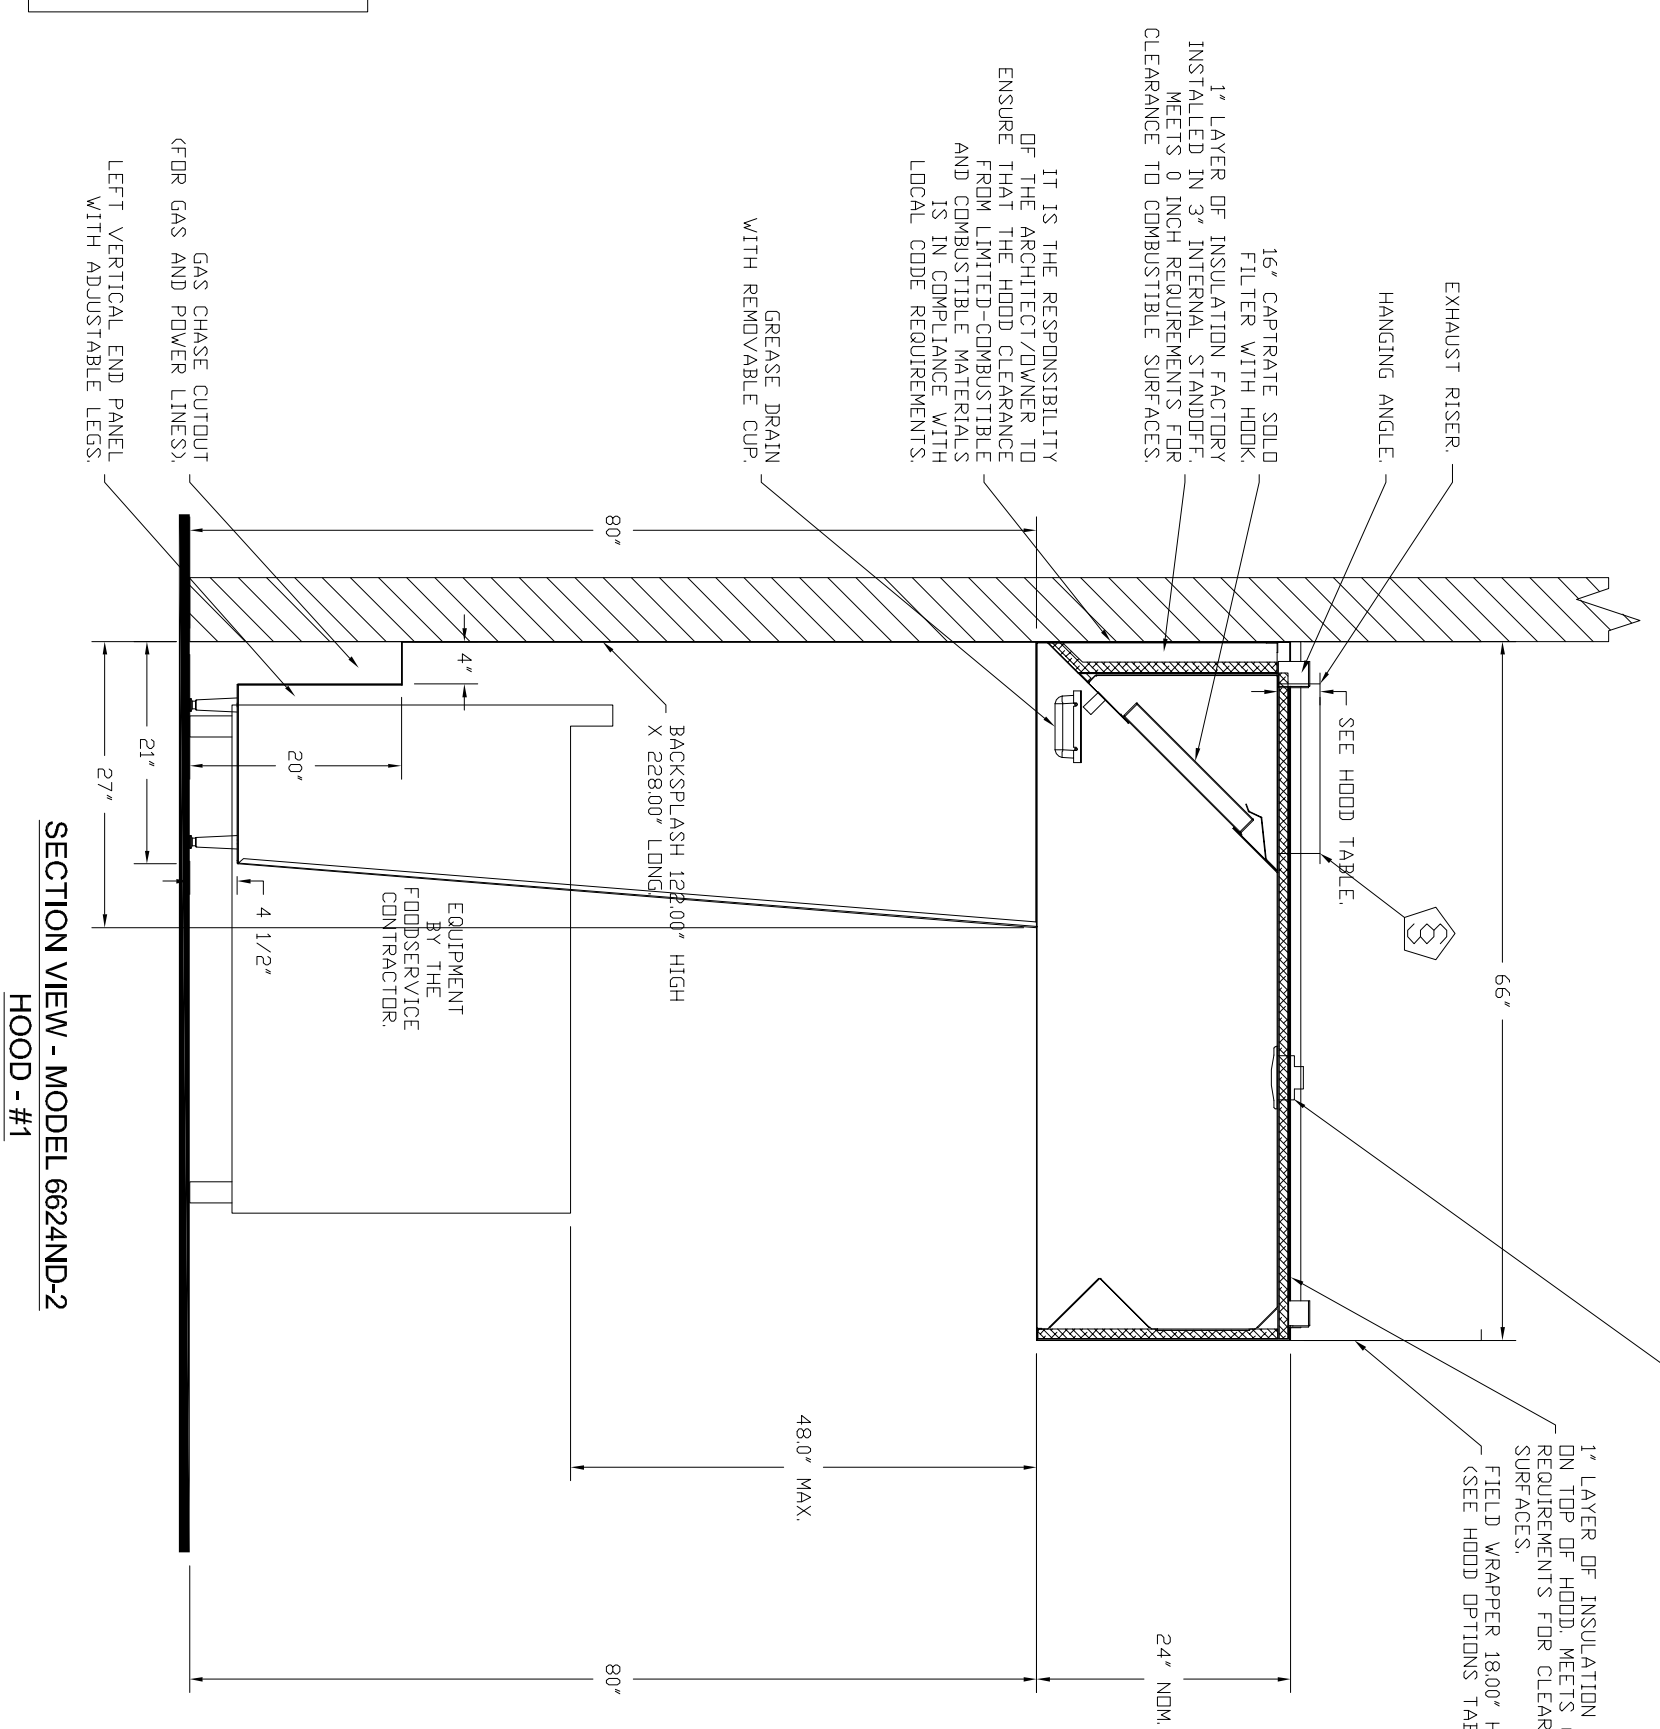 EXHAUST RISER.
HANGING ANGLE.
16" CAPTRATE SOLO
FILTER WITH HOOK.
1" LAYER OF INSULATION FACTORY
INSTALLED IN 3" INTERNAL STANDOFF.
MEETS 0 INCH REQUIREMENTS FOR
CLEARANCE TO COMBUSTIBLE SURFACES.
IT IS THE RESPONSIBILITY
OF THE ARCHITECT/OWNER TO
ENSURE THAT THE HOOD CLEARANCE
FROM LIMITED-COMBUSTIBLE
AND COMBUSTIBLE MATERIALS
IS IN COMPLIANCE WITH
LOCAL CODE REQUIREMENTS.
GREASE DRAIN
WITH REMOVABLE CUP.
GAS CHASE CUTOUT
(FOR GAS AND POWER LINES).
LEFT VERTICAL END PANEL
WITH ADJUSTABLE LEGS.
80"
4"
20"
21"
27"
4 1/2"
SEE HOOD TABLE.
66"
BACKSPLASH 122.00" HIGH
X 228.00" LONG.
EQUIPMENT
BY THE
FOODSERVICE
CONTRACTOR.
1" LAYER OF INSULATION
ON TOP OF HOOD. MEETS
REQUIREMENTS FOR CLEAR
SURFACES.
FIELD WRAPPER 18.00" H
(SEE HOOD OPTIONS TAB
48.0" MAX.
24" NOM.
80"
SECTION VIEW - MODEL 6624ND-2
HOOD - #1